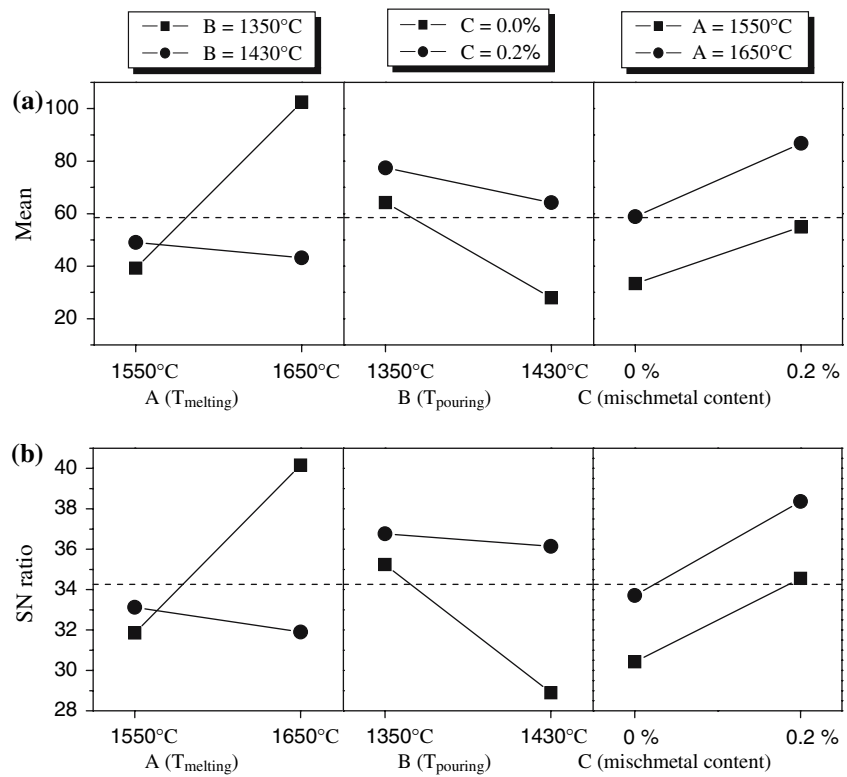 B = 1350°C
B = 1430°C
C = 0.0%
C = 0.2%
A = 1550°C
A = 1650°C
(a)
Mean
100
80
60
40
20
1550°C
1650°C
1350°C
1430°C
0 %
0.2 %
A (Tmelting)
B (Tpouring)
C (mischmetal content)
(b)
SN ratio
40
38
36
34
32
30
28
1550°C
1650°C
1350°C
1430°C
0 %
0.2 %
A (Tmelting)
B (Tpouring)
C (mischmetal content)